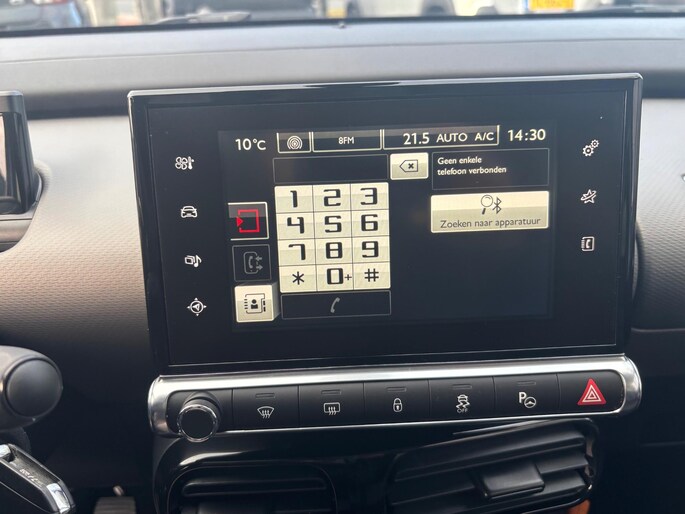 10°C 8FM 21.5 AUTO A/C 14:30
Geen enkele
telefoon verbonden
Zoeken naar apparatuur
1 2 3
4 5 6
7 8 9
* 0+ #
OFF
P